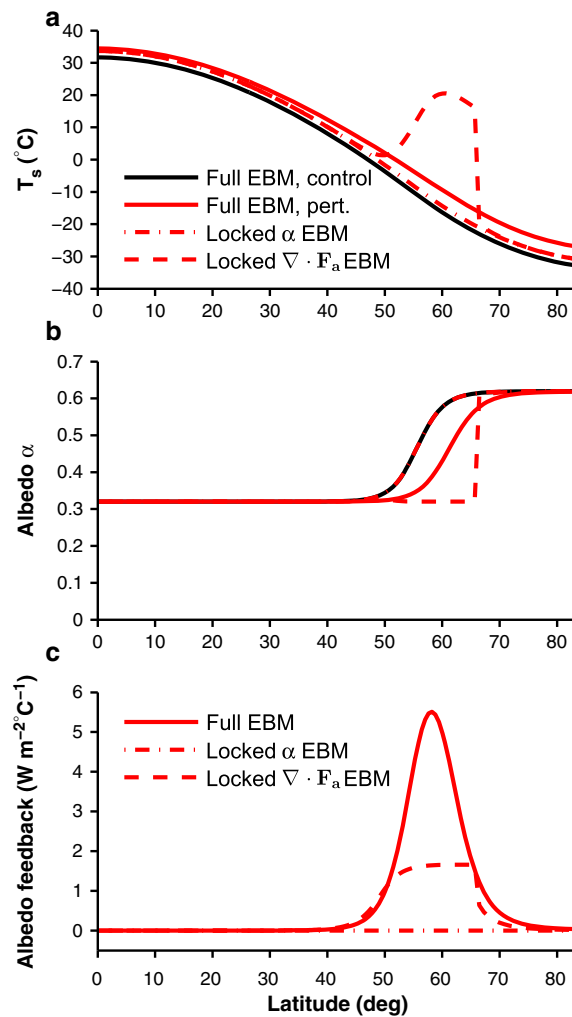 a
40
30
20
10
0
−10
−20
−30
−40
T_s (°C)
Full EBM, control
Full EBM, pert.
Locked α EBM
Locked ∇ · F_a EBM
0 10 20 30 40 50 60 70 80
b
0.7
0.6
0.5
0.4
0.3
0.2
0.1
0
Albedo α
0 10 20 30 40 50 60 70 80
c
6
5
4
3
2
1
0
Albedo feedback (W m⁻²°C⁻¹)
Full EBM
Locked α EBM
Locked ∇ · F_a EBM
0 10 20 30 40 50 60 70 80
Latitude (deg)